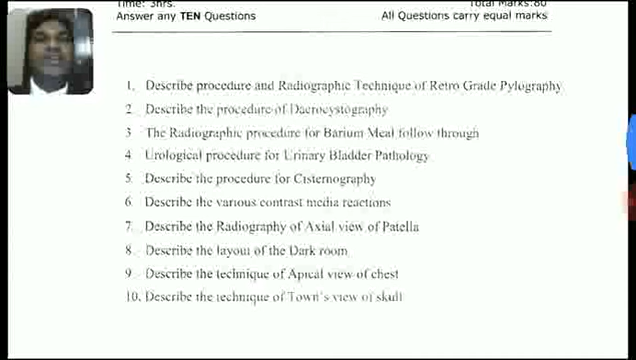 Time: 3hrs. Total Marks:80
Answer any TEN Questions All Questions carry equal marks
1. Describe procedure and Radiographic Technique of Retro Grade Pylography
2. Describe the procedure of Dacrocystography
3 The Radiographic procedure for Barium Meal follow through
4 Urological procedure for Urinary Bladder Pathology
5. Describe the procedure for Cisternography
6. Describe the various contrast media reactions
7. Describe the Radiography of Axial view of Patella
8. Describe the layout of the Dark room
9. Describe the technique of Apical view of chest
10. Describe the technique of Town's view of skull